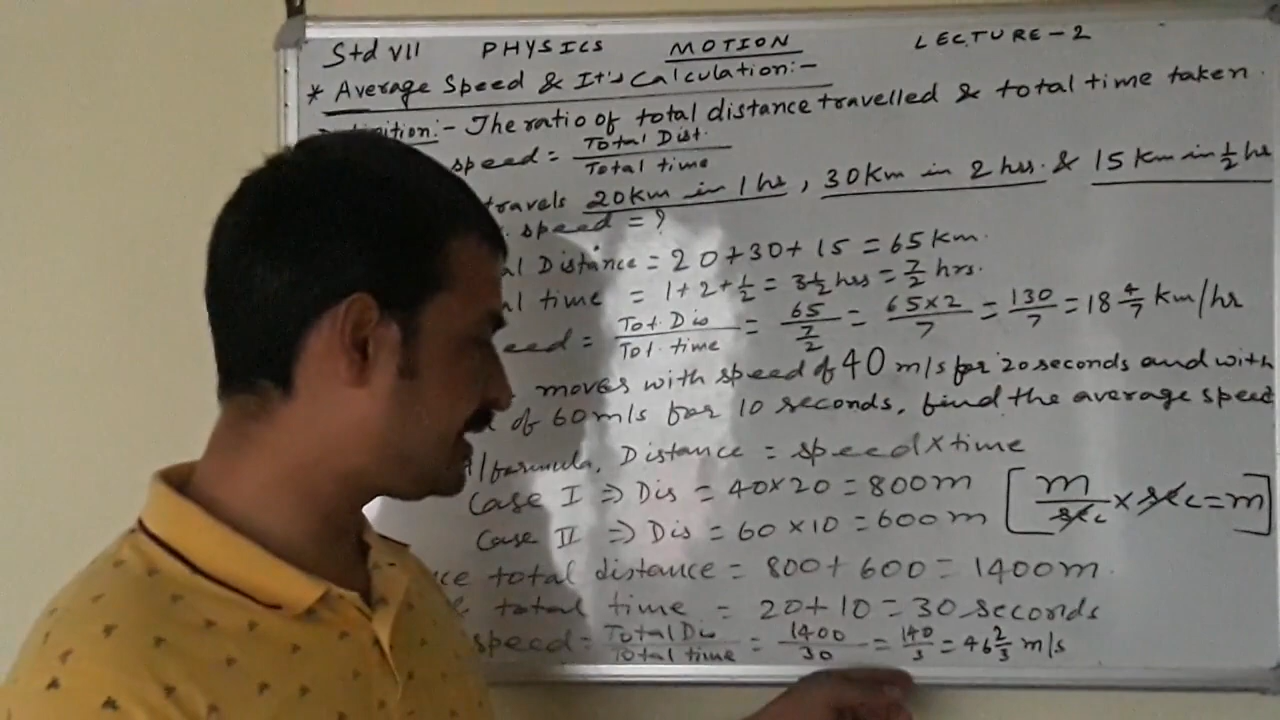 Std VII PHYSICS MOTION LECTURE-2
* Average Speed & It's Calculation:-
Definition:- The ratio of total distance travelled & total time taken.
speed = Total Dist. / Total time
travels 20km in 1 hr, 30km in 2 hrs. & 15 km in 1/2 hr
speed = ?
Distance = 20+30+15 = 65 km.
time = 1+2+1/2 = 3 1/2 hrs = 7/2 hrs.
= Tot. Dis / Tot. time = 65 / 7/2 = 65×2 / 7 = 130/7 = 18 4/7 km/hr
moves with speed of 40 m/s for 20 seconds and with
of 60 m/s for 10 seconds, find the average speed
formula, Distance = speed × time
Case I ⇒ Dis = 40×20 = 800m [m/sec × sec = m]
Case II ⇒ Dis = 60×10 = 600m
total distance = 800+600 = 1400m.
total time = 20+10 = 30 seconds
speed = Total Dis / Total time = 1400/30 = 140/3 = 46 2/3 m/s